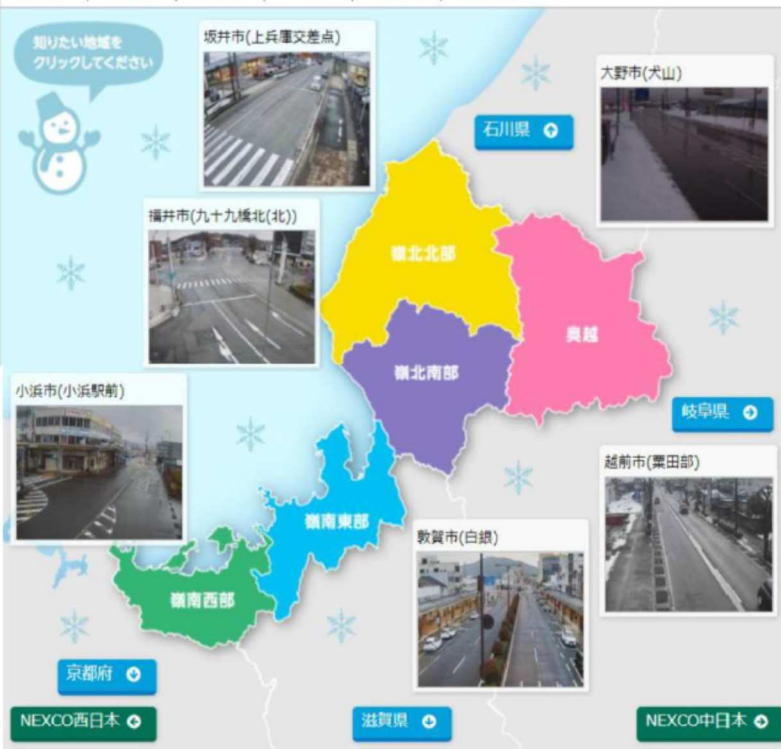 知りたい地域を
クリックしてください
坂井市(上兵庫交差点)
大野市(犬山)
石川県
福井市(九十九橋北(北))
嶺北北部
奥越
嶺北南部
小浜市(小浜駅前)
岐阜県
越前市(粟田部)
嶺南東部
敦賀市(白銀)
嶺南西部
京都府
NEXCO西日本
滋賀県
NEXCO中日本